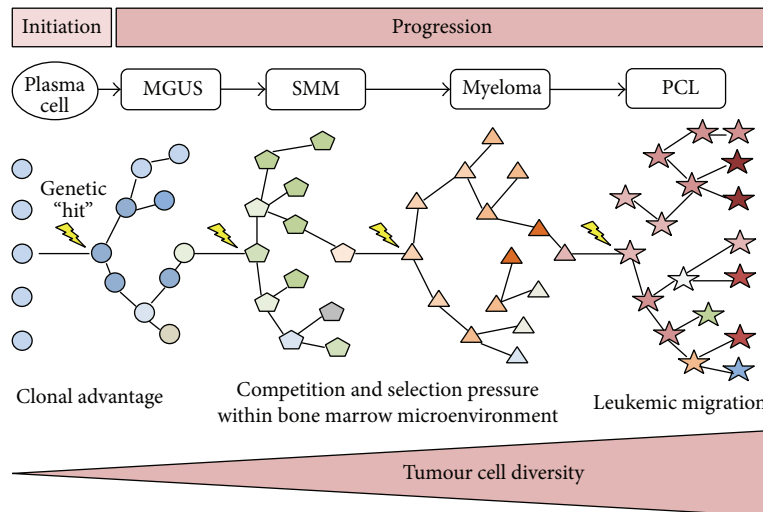 Initiation
Progression
Plasma
cell
MGUS
SMM
Myeloma
PCL
Genetic
“hit”
Clonal advantage
Competition and selection pressure
within bone marrow microenvironment
Leukemic migration
Tumour cell diversity